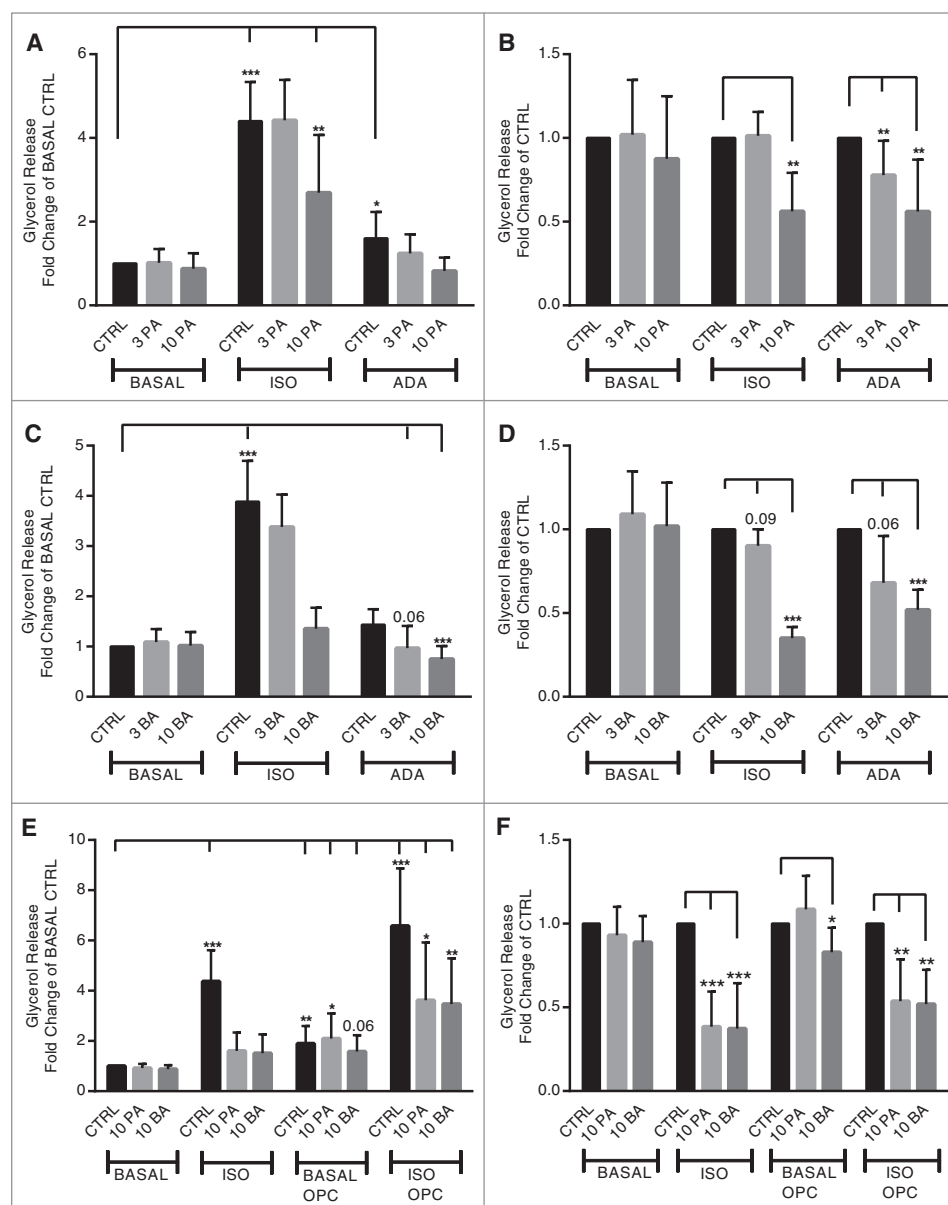 A
Glycerol Release
Fold Change of BASAL CTRL
6
4
2
0
***
**
*
CTRL 3 PA 10 PA CTRL 3 PA 10 PA CTRL 3 PA 10 PA
BASAL ISO ADA
B
Glycerol Release
Fold Change of CTRL
1.5
1.0
0.5
0.0
**
** **
CTRL 3 PA 10 PA CTRL 3 PA 10 PA CTRL 3 PA 10 PA
BASAL ISO ADA
C
Glycerol Release
Fold Change of BASAL CTRL
5
4
3
2
1
0
***
0.06
***
CTRL 3 BA 10 BA CTRL 3 BA 10 BA CTRL 3 BA 10 BA
BASAL ISO ADA
D
Glycerol Release
Fold Change of CTRL
1.5
1.0
0.5
0.0
0.09
***
0.06
***
CTRL 3 BA 10 BA CTRL 3 BA 10 BA CTRL 3 BA 10 BA
BASAL ISO ADA
E
Glycerol Release
Fold Change of BASAL CTRL
10
8
6
4
2
0
***
** * 0.06
*** * **
CTRL 10 PA 10 BA CTRL 10 PA 10 BA CTRL 10 PA 10 BA CTRL 10 PA 10 BA
BASAL ISO BASAL ISO
OPC OPC
F
Glycerol Release
Fold Change of CTRL
1.5
1.0
0.5
0.0
*** ***
*
** **
CTRL 10 PA 10 BA CTRL 10 PA 10 BA CTRL 10 PA 10 BA CTRL 10 PA 10 BA
BASAL ISO BASAL ISO
OPC OPC